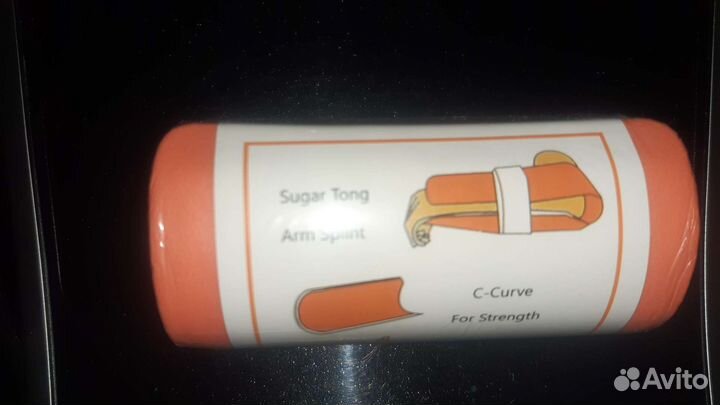 Sugar Tong
Arm Splint
C-Curve
For Strength
Avito